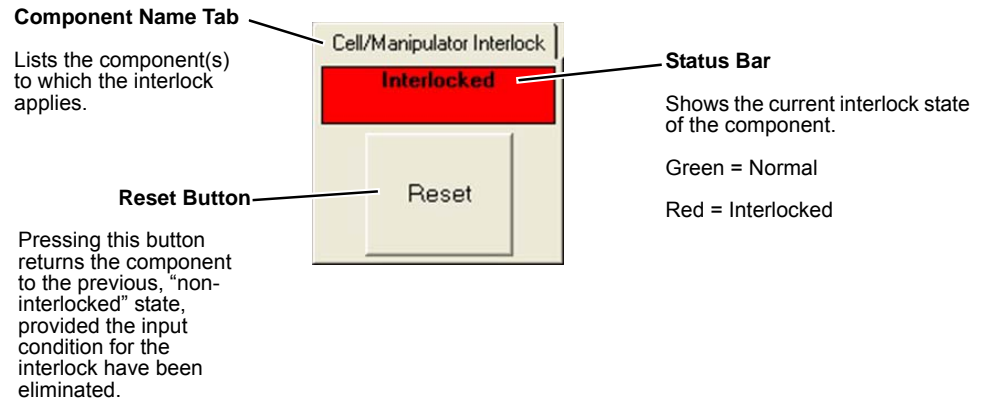 Component Name Tab
Lists the component(s)
to which the interlock
applies.
Cell/Manipulator Interlock
Interlocked
Status Bar
Shows the current interlock state
of the component.
Green = Normal
Red = Interlocked
Reset
Reset Button
Pressing this button
returns the component
to the previous, “non-
interlocked” state,
provided the input
condition for the
interlock have been
eliminated.